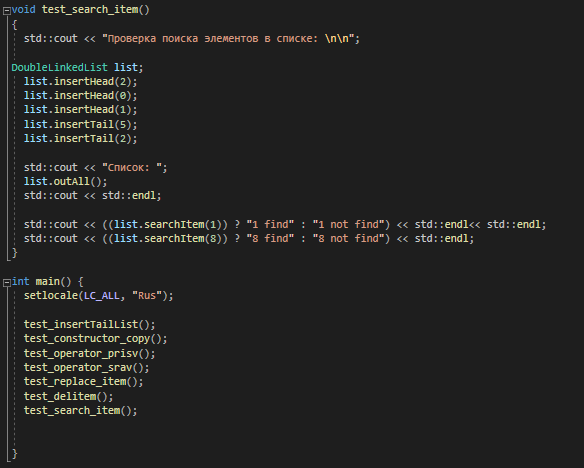 void test_search_item()
{
std::cout << "Проверка поиска элементов в списке: \n\n";
DoubleLinkedList list;
list.insertHead(2);
list.insertHead(0);
list.insertHead(1);
list.insertTail(5);
list.insertTail(2);
std::cout << "Список: ";
list.outAll();
std::cout << std::endl;
std::cout << ((list.searchItem(1)) ? "1 find" : "1 not find") << std::endl<< std::endl;
std::cout << ((list.searchItem(8)) ? "8 find" : "8 not find") << std::endl;
}
int main() {
setlocale(LC_ALL, "Rus");
test_insertTailList();
test_constructor_copy();
test_operator_prisv();
test_operator_srav();
test_replace_item();
test_delitem();
test_search_item();
}